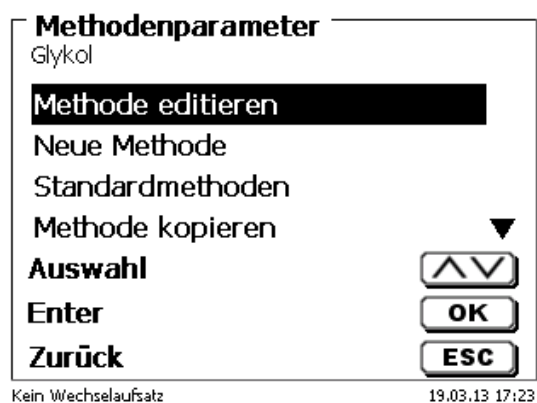 Methodenparameter
Glykol
Methode editieren
Neue Methode
Standardmethoden
Methode kopieren
Auswahl
Enter OK
Zurück ESC
Kein Wechselaufsatz 19.03.13 17:23